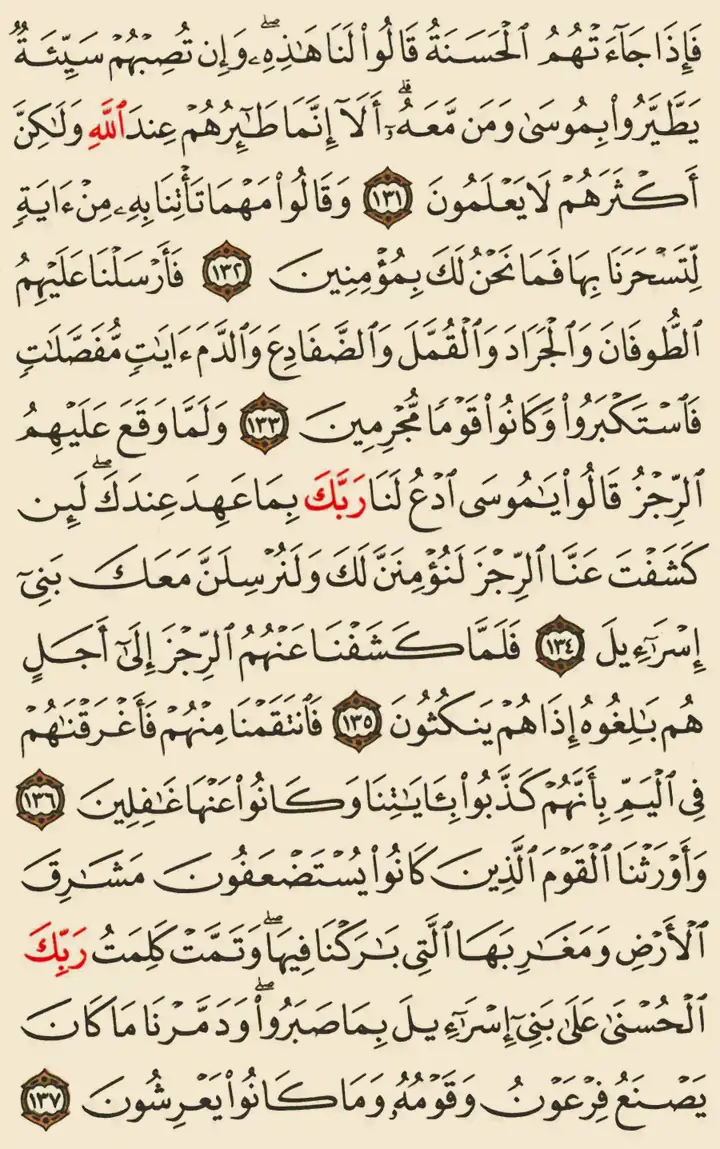 فَإِذَا جَآءَتْهُمُ ٱلْحَسَنَةُ قَالُوا۟ لَنَا هَـٰذِهِۦ ۖ وَإِن تُصِبْهُمْ سَيِّئَةٌ
يَطَّيَّرُوا۟ بِمُوسَىٰ وَمَن مَّعَهُۥٓ ۗ أَلَآ إِنَّمَا طَـٰٓئِرُهُمْ عِندَ ٱللَّهِ وَلَـٰكِنَّ
أَكْثَرَهُمْ لَا يَعْلَمُونَ ١٣١ وَقَالُوا۟ مَهْمَا تَأْتِنَا بِهِۦ مِنْ ءَايَةٍ
لِّتَسْحَرَنَا بِهَا فَمَا نَحْنُ لَكَ بِمُؤْمِنِينَ ١٣٢ فَأَرْسَلْنَا عَلَيْهِمُ
ٱلطُّوفَانَ وَٱلْجَرَادَ وَٱلْقُمَّلَ وَٱلضَّفَادِعَ وَٱلدَّمَ ءَايَـٰتٍ مُّفَصَّلَـٰتٍ
فَٱسْتَكْبَرُوا۟ وَكَانُوا۟ قَوْمًا مُّجْرِمِينَ ١٣٣ وَلَمَّا وَقَعَ عَلَيْهِمُ
ٱلرِّجْزُ قَالُوا۟ يَـٰمُوسَى ٱدْعُ لَنَا رَبَّكَ بِمَا عَهِدَ عِندَكَ ۖ لَئِن
كَشَفْتَ عَنَّا ٱلرِّجْزَ لَنُؤْمِنَنَّ لَكَ وَلَنُرْسِلَنَّ مَعَكَ بَنِىٓ
إِسْرَٰٓءِيلَ ١٣٤ فَلَمَّا كَشَفْنَا عَنْهُمُ ٱلرِّجْزَ إِلَىٰٓ أَجَلٍ
هُم بَـٰلِغُوهُ إِذَا هُمْ يَنكُثُونَ ١٣٥ فَٱنتَقَمْنَا مِنْهُمْ فَأَغْرَقْنَـٰهُمْ
فِى ٱلْيَمِّ بِأَنَّهُمْ كَذَّبُوا۟ بِـَٔايَـٰتِنَا وَكَانُوا۟ عَنْهَا غَـٰفِلِينَ ١٣٦
وَأَوْرَثْنَا ٱلْقَوْمَ ٱلَّذِينَ كَانُوا۟ يُسْتَضْعَفُونَ مَشَـٰرِقَ
ٱلْأَرْضِ وَمَغَـٰرِبَهَا ٱلَّتِى بَـٰرَكْنَا فِيهَا ۖ وَتَمَّتْ كَلِمَتُ رَبِّكَ
ٱلْحُسْنَىٰ عَلَىٰ بَنِىٓ إِسْرَٰٓءِيلَ بِمَا صَبَرُوا۟ ۖ وَدَمَّرْنَا مَا كَانَ
يَصْنَعُ فِرْعَوْنُ وَقَوْمُهُۥ وَمَا كَانُوا۟ يَعْرِشُونَ ١٣٧